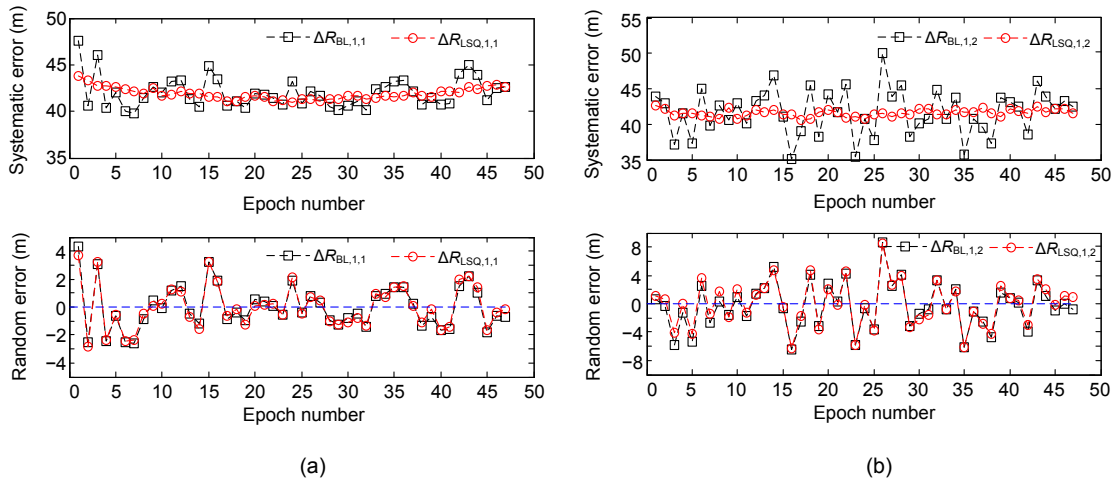 Systematic error (m)
50
45
40
35
ΔR_BL,1,1
ΔR_LSQ,1,1
0 5 10 15 20 25 30 35 40 45 50
Epoch number
Random error (m)
4
2
0
−2
−4
ΔR_BL,1,1
ΔR_LSQ,1,1
0 5 10 15 20 25 30 35 40 45 50
Epoch number
(a)
Systematic error (m)
55
50
45
40
35
ΔR_BL,1,2
ΔR_LSQ,1,2
0 5 10 15 20 25 30 35 40 45 50
Epoch number
Random error (m)
8
4
0
−4
−8
ΔR_BL,1,2
ΔR_LSQ,1,2
0 5 10 15 20 25 30 35 40 45 50
Epoch number
(b)